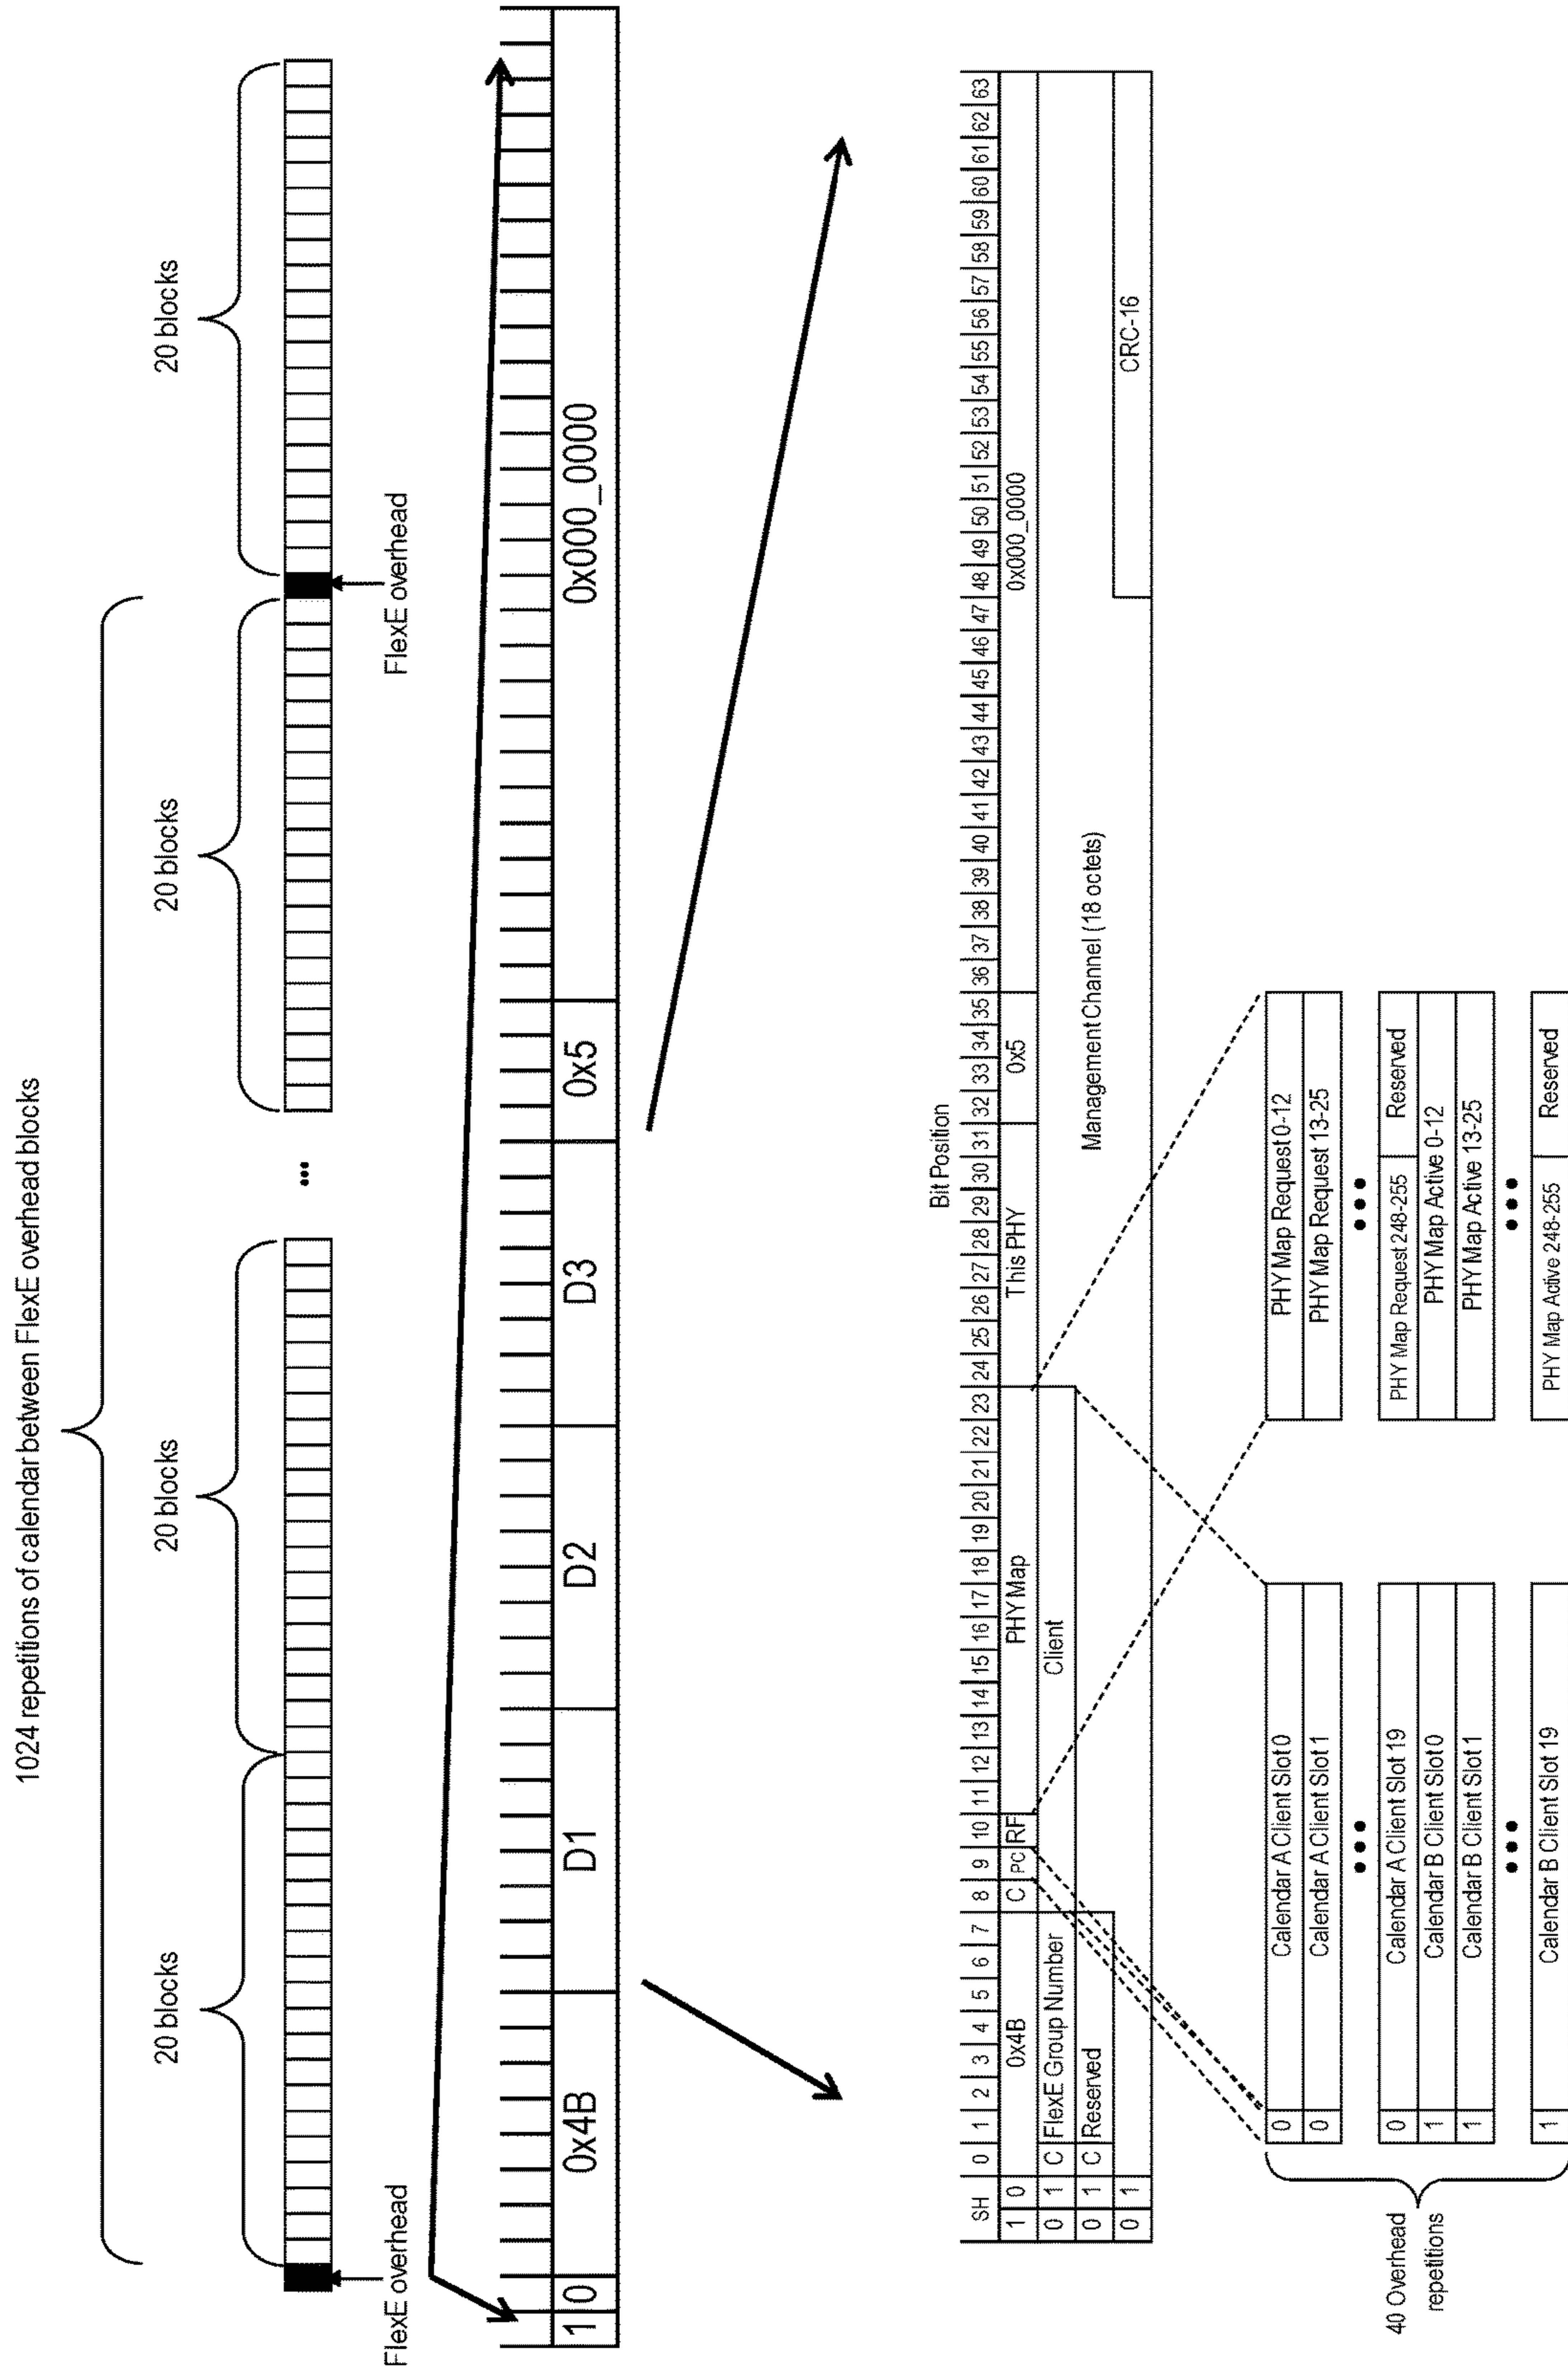 1024 repetitions of calendar between FlexE overhead blocks
20 blocks 20 blocks ... 20 blocks 20 blocks
FlexE overhead FlexE overhead
1 0 0x4B D1 D2 D3 0x5 0x000_0000
Bit Position
SH 0 1 2 3 4 5 6 7 8 9 10 11 12 13 14 15 16 17 18 19 20 21 22 23 24 25 26 27 28 29 30 31 32 33 34 35 36 37 38 39 40 41 42 43 44 45 46 47 48 49 50 51 52 53 54 55 56 57 58 59 60 61 62 63
1 0 0x4B C PC RF PHY Map This PHY 0x5 0x000_0000
0 1 C FlexE Group Number Client
0 1 C Reserved Management Channel (18 octets)
0 1 CRC-16
40 Overhead
repetitions
0 Calendar A Client Slot 0
0 Calendar A Client Slot 1
0 Calendar A Client Slot 19
1 Calendar B Client Slot 0
1 Calendar B Client Slot 1
1 Calendar B Client Slot 19
PHY Map Request 0-12
PHY Map Request 13-25
PHY Map Request 248-255 Reserved
PHY Map Active 0-12
PHY Map Active 13-25
PHY Map Active 248-255 Reserved